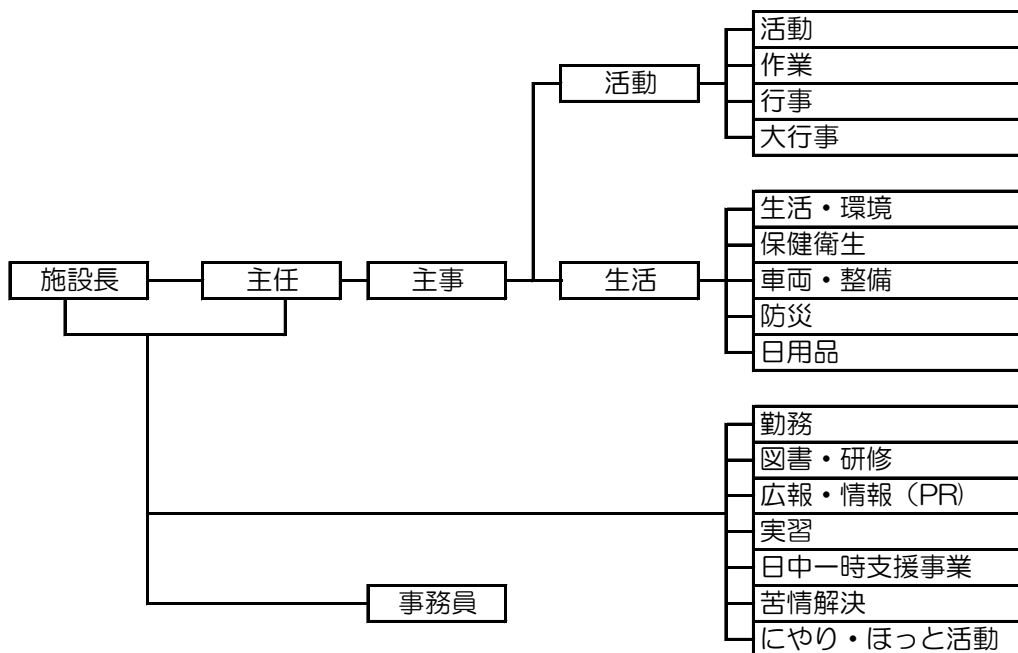 活動
作業
行事
大行事
活動
生活・環境
保健衛生
車両・整備
防災
日用品
施設長
主任
主事
生活
勤務
図書・研修
広報・情報（PR)
実習
日中一時支援事業
苦情解決
にやり・ほっと活動
事務員